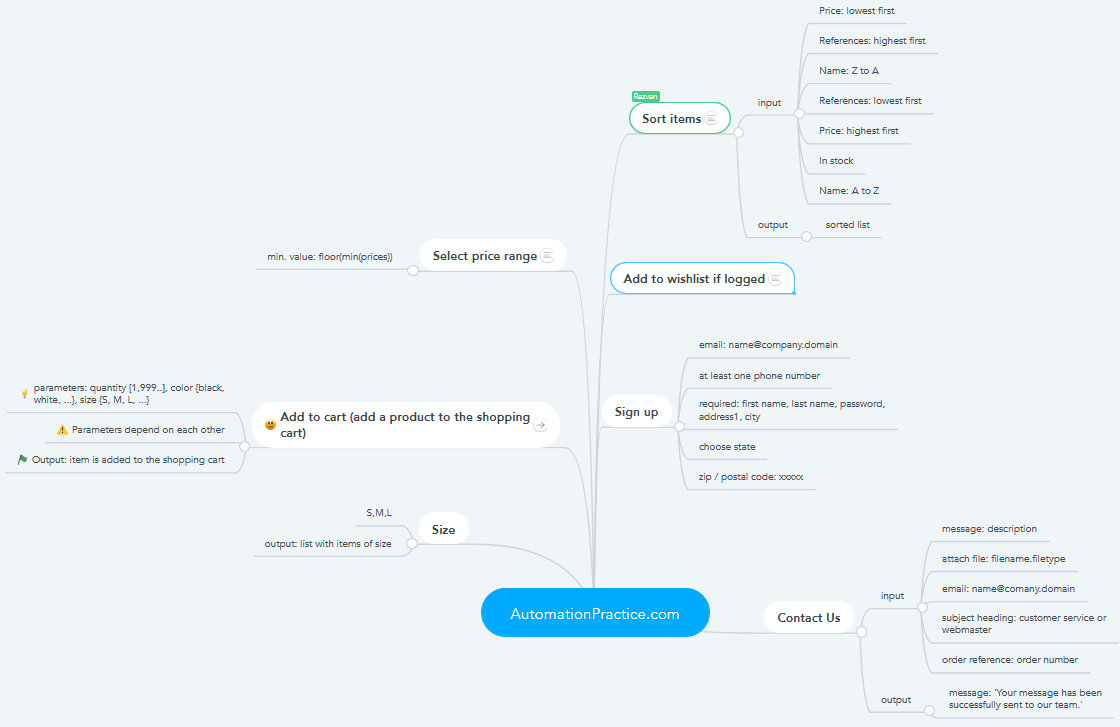 Price: lowest first
References: highest first
Name: Z to A
References: lowest first
Price: highest first
In stock
Name: A to Z
input
Razvan
Sort items
output
sorted list
min. value: floor(min(prices))
Select price range
Add to wishlist if logged
email: name@company.domain
at least one phone number
required: first name, last name, password,
address1, city
choose state
zip / postal code: xxxxx
Sign up
parameters: quantity [1,999..], color {black,
white, ...}, size {S, M, L, ...}
Parameters depend on each other
Output: item is added to the shopping cart
Add to cart (add a product to the shopping
cart)
S,M,L
output: list with items of size
Size
AutomationPractice.com
Contact Us
input
message: description
attach file: filename.filetype
email: name@comany.domain
subject heading: customer service or
webmaster
order reference: order number
output
message: 'Your message has been
successfully sent to our team.'